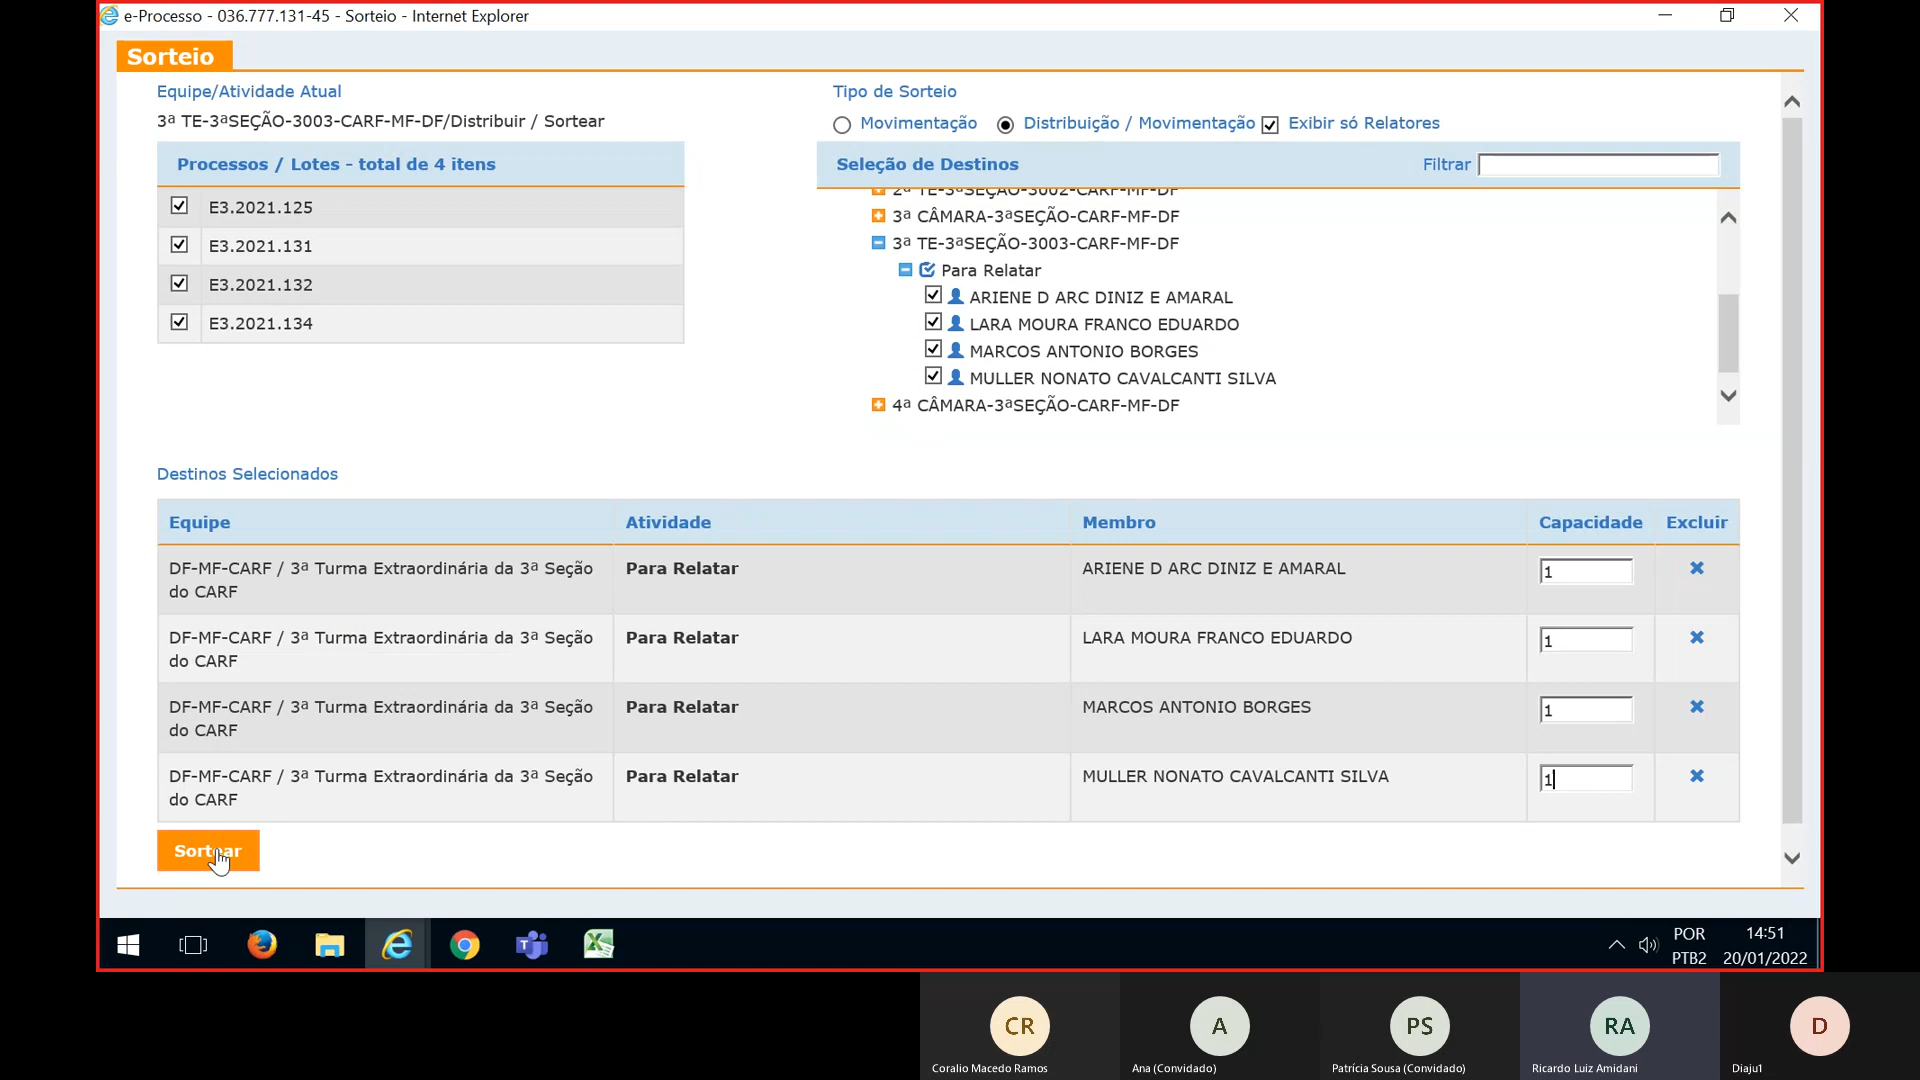 e-Processo - 036.777.131-45 - Sorteio - Internet Explorer
Sorteio
Equipe/Atividade Atual
3ª TE-3ªSEÇÃO-3003-CARF-MF-DF/Distribuir / Sortear
Tipo de Sorteio
Movimentação Distribuição / Movimentação Exibir só Relatores
Processos / Lotes - total de 4 itens
E3.2021.125
E3.2021.131
E3.2021.132
E3.2021.134
Seleção de Destinos Filtrar
2ª TE-3ªSEÇÃO-3002-CARF-MF-DF
3ª CÂMARA-3ªSEÇÃO-CARF-MF-DF
3ª TE-3ªSEÇÃO-3003-CARF-MF-DF
Para Relatar
ARIENE D ARC DINIZ E AMARAL
LARA MOURA FRANCO EDUARDO
MARCOS ANTONIO BORGES
MULLER NONATO CAVALCANTI SILVA
4ª CÂMARA-3ªSEÇÃO-CARF-MF-DF
Destinos Selecionados
Equipe Atividade Membro Capacidade Excluir
DF-MF-CARF / 3ª Turma Extraordinária da 3ª Seção do CARF Para Relatar ARIENE D ARC DINIZ E AMARAL 1
DF-MF-CARF / 3ª Turma Extraordinária da 3ª Seção do CARF Para Relatar LARA MOURA FRANCO EDUARDO 1
DF-MF-CARF / 3ª Turma Extraordinária da 3ª Seção do CARF Para Relatar MARCOS ANTONIO BORGES 1
DF-MF-CARF / 3ª Turma Extraordinária da 3ª Seção do CARF Para Relatar MULLER NONATO CAVALCANTI SILVA 1
Sortear
POR 14:51
PTB2 20/01/2022
CR A PS RA D
Coralio Macedo Ramos Ana (Convidado) Patrícia Sousa (Convidado) Ricardo Luiz Amidani Diaju1